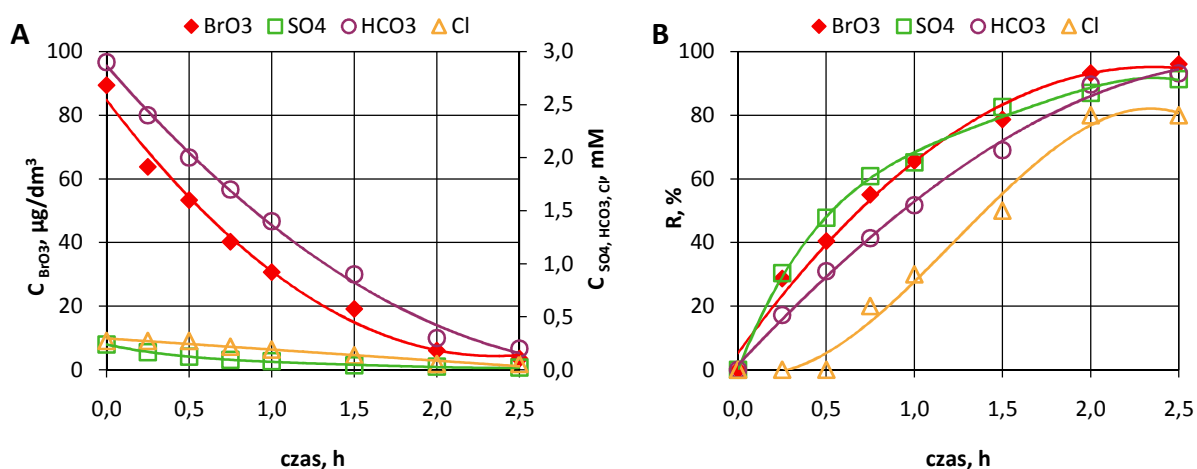 A
BrO3 SO4 HCO3 Cl
C BrO3, µg/dm³
100
80
60
40
20
0
3,0
2,5
2,0
1,5
1,0
0,5
0,0
C SO4, HCO3, Cl, mM
0,0 0,5 1,0 1,5 2,0 2,5
czas, h
B
BrO3 SO4 HCO3 Cl
R, %
100
80
60
40
20
0
0,0 0,5 1,0 1,5 2,0 2,5
czas, h